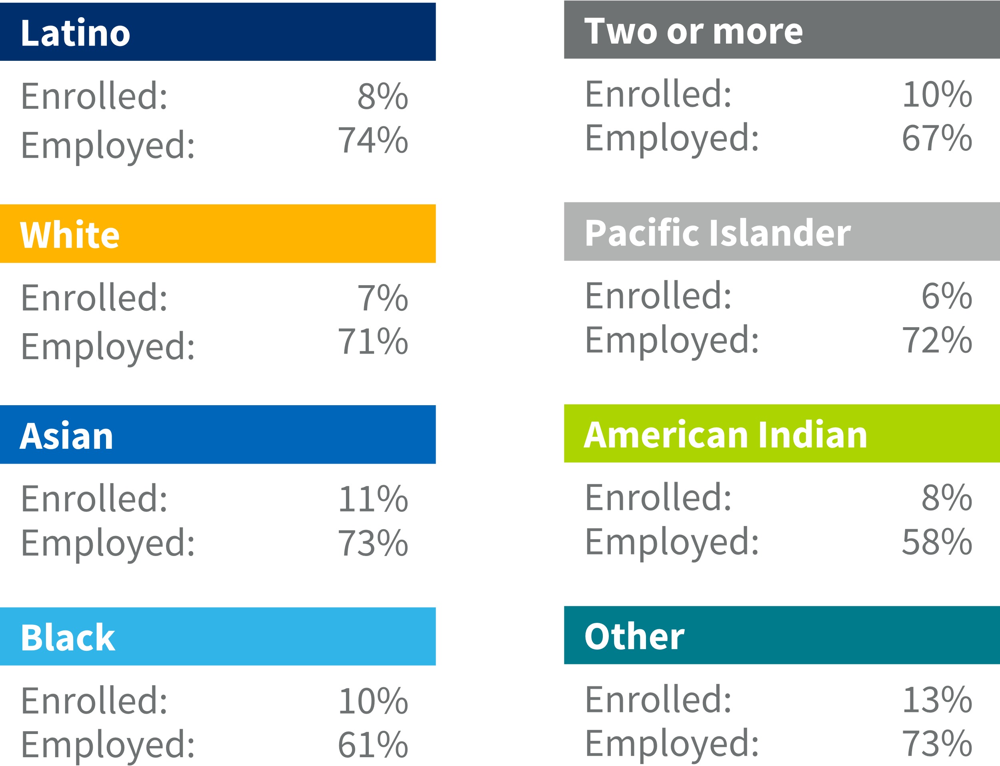 Latino
Enrolled: 8%
Employed: 74%
White
Enrolled: 7%
Employed: 71%
Asian
Enrolled: 11%
Employed: 73%
Black
Enrolled: 10%
Employed: 61%
Two or more
Enrolled: 10%
Employed: 67%
Pacific Islander
Enrolled: 6%
Employed: 72%
American Indian
Enrolled: 8%
Employed: 58%
Other
Enrolled: 13%
Employed: 73%